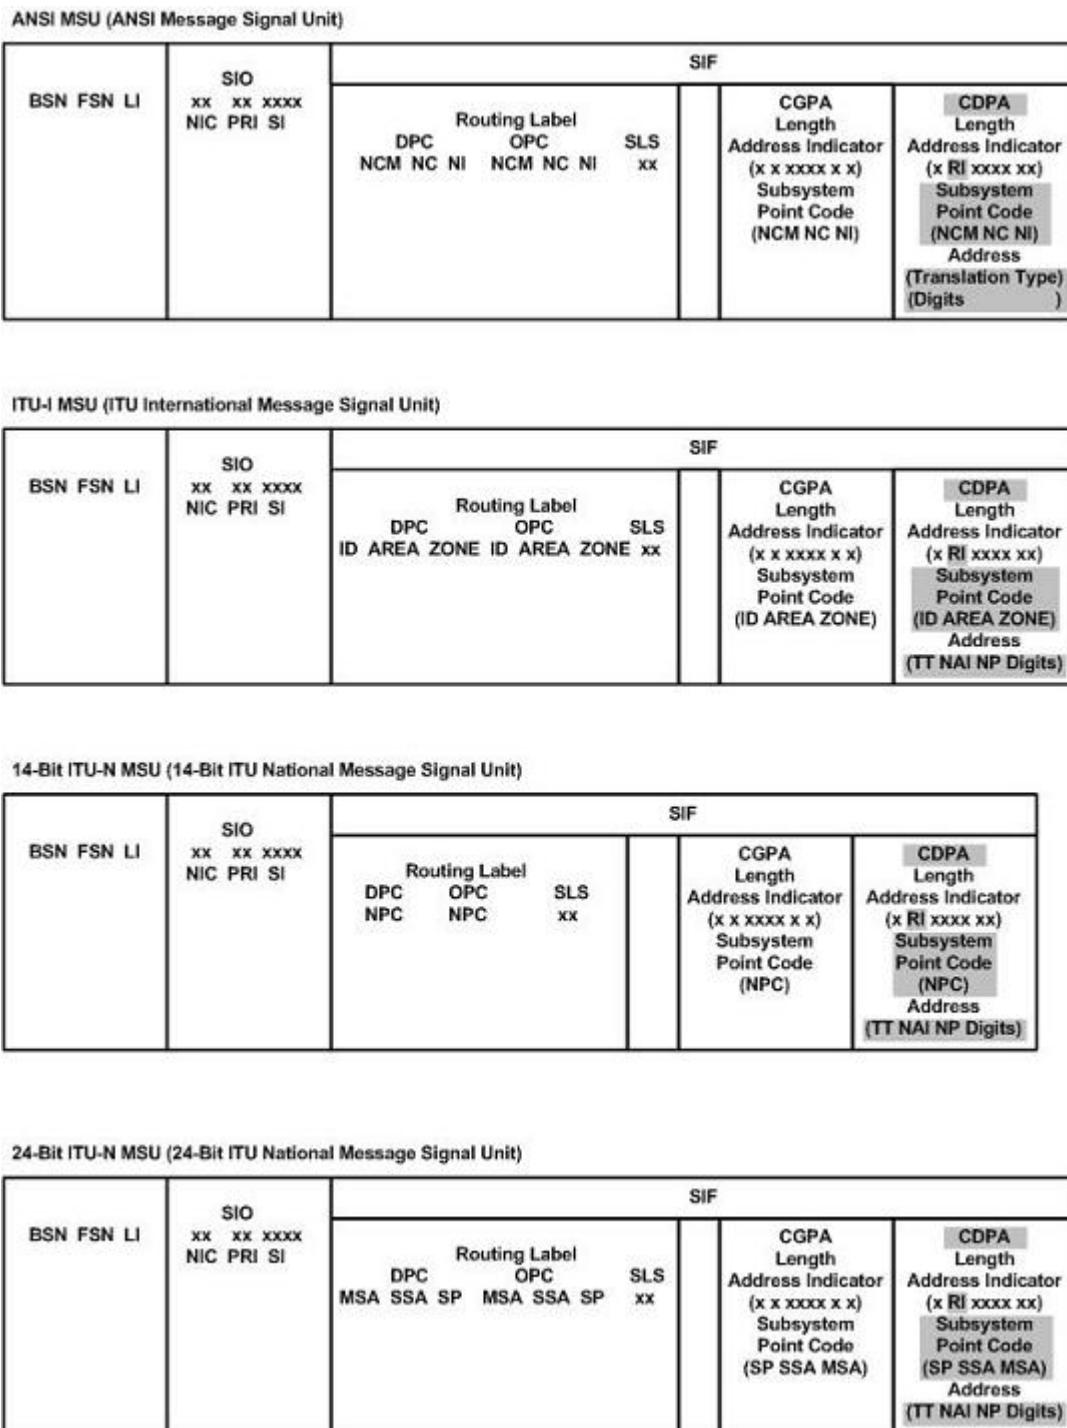 ANSI MSU (ANSI Message Signal Unit)
BSN FSN LI
SIO
xx xx xxxx
NIC PRI SI
SIF
Routing Label
DPC OPC SLS
NCM NC NI NCM NC NI xx
CGPA
Length
Address Indicator
(x x xxxx x x)
Subsystem
Point Code
(NCM NC NI)
CDPA
Length
Address Indicator
(x RI xxxx xx)
Subsystem
Point Code
(NCM NC NI)
Address
(Translation Type)
(Digits )
ITU-I MSU (ITU International Message Signal Unit)
BSN FSN LI
SIO
xx xx xxxx
NIC PRI SI
SIF
Routing Label
DPC OPC SLS
ID AREA ZONE ID AREA ZONE xx
CGPA
Length
Address Indicator
(x x xxxx x x)
Subsystem
Point Code
(ID AREA ZONE)
CDPA
Length
Address Indicator
(x RI xxxx xx)
Subsystem
Point Code
(ID AREA ZONE)
Address
(TT NAI NP Digits)
14-Bit ITU-N MSU (14-Bit ITU National Message Signal Unit)
BSN FSN LI
SIO
xx xx xxxx
NIC PRI SI
SIF
Routing Label
DPC OPC SLS
NPC NPC xx
CGPA
Length
Address Indicator
(x x xxxx x x)
Subsystem
Point Code
(NPC)
CDPA
Length
Address Indicator
(x RI xxxx xx)
Subsystem
Point Code
(NPC)
Address
(TT NAI NP Digits)
24-Bit ITU-N MSU (24-Bit ITU National Message Signal Unit)
BSN FSN LI
SIO
xx xx xxxx
NIC PRI SI
SIF
Routing Label
DPC OPC SLS
MSA SSA SP MSA SSA SP xx
CGPA
Length
Address Indicator
(x x xxxx x x)
Subsystem
Point Code
(SP SSA MSA)
CDPA
Length
Address Indicator
(x RI xxxx xx)
Subsystem
Point Code
(SP SSA MSA)
Address
(TT NAI NP Digits)